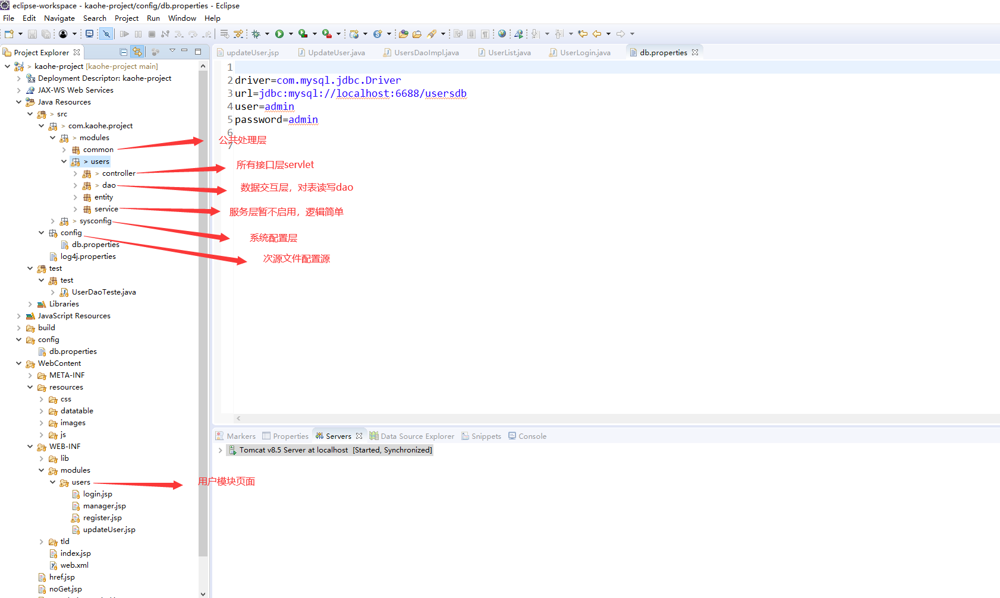 eclipse-workspace - kaohe-project/config/db.properties - Eclipse
File Edit Navigate Search Project Run Window Help
Project Explorer
updateUser.jsp UpdateUser.java UsersDaoImpl.java UserList.java UserLogin.java db.properties
> kaohe-project [kaohe-project main]
Deployment Descriptor: kaohe-project
JAX-WS Web Services
Java Resources
> src
> com.kaohe.project
> modules
common
> users
> controller
> dao
entity
service
> sysconfig
config
db.properties
log4j.properties
test
test
UserDaoTeste.java
Libraries
JavaScript Resources
build
config
db.properties
WebContent
META-INF
resources
css
datatable
images
js
WEB-INF
lib
modules
users
login.jsp
manager.jsp
register.jsp
updateUser.jsp
tld
index.jsp
web.xml
href.jsp
noGet.jsp
1
2 driver=com.mysql.jdbc.Driver
3 url=jdbc:mysql://localhost:6688/usersdb
4 user=admin
5 password=admin
6
7
公共处理层
所有接口层servlet
数据交互层，对表读写dao
服务层暂不启用，逻辑简单
系统配置层
次源文件配置源
用户模块页面
Markers Properties Servers Data Source Explorer Snippets Console
Tomcat v8.5 Server at localhost [Started, Synchronized]